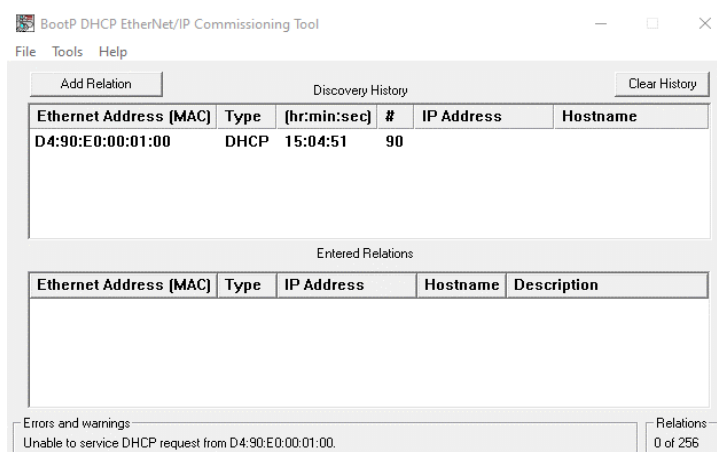 BootP DHCP EtherNet/IP Commissioning Tool
File Tools Help
Add Relation Discovery History Clear History
Ethernet Address (MAC) Type (hr:min:sec) # IP Address Hostname
D4:90:E0:00:01:00 DHCP 15:04:51 90
Entered Relations
Ethernet Address (MAC) Type IP Address Hostname Description
Errors and warnings Relations
Unable to service DHCP request from D4:90:E0:00:01:00. 0 of 256